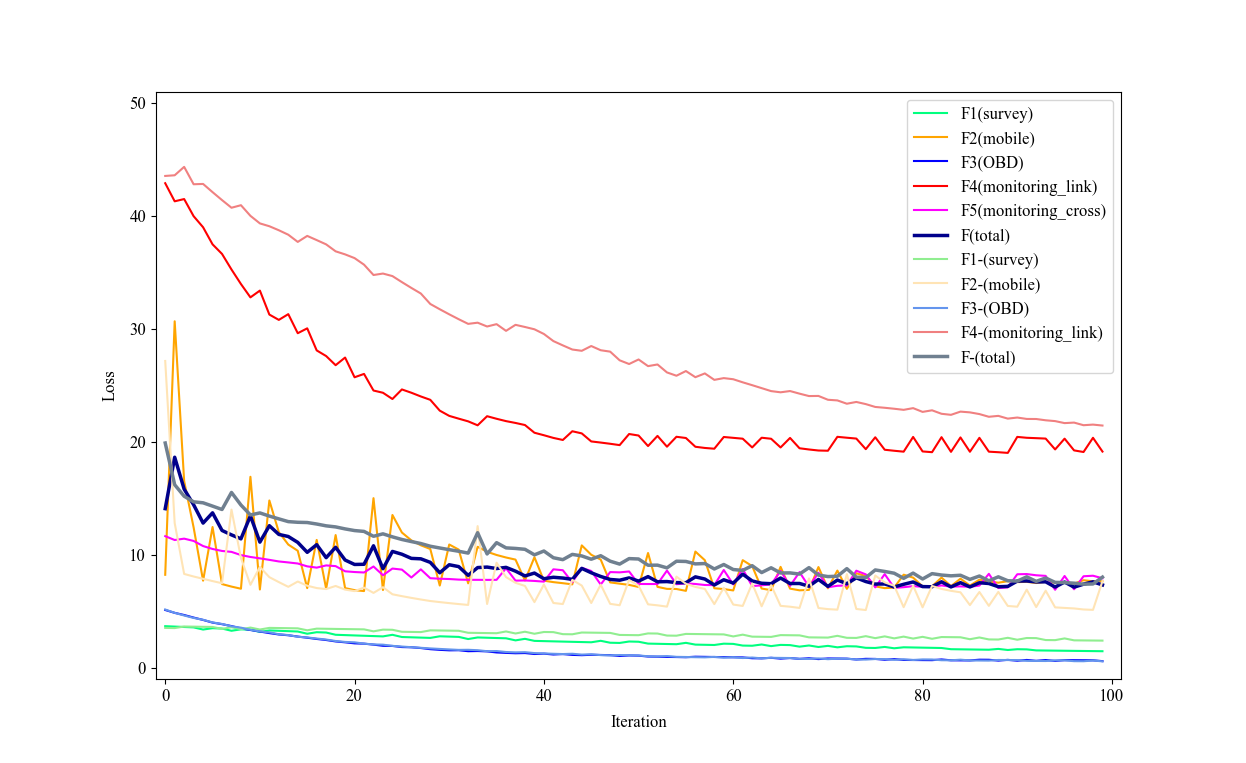 50
40
30
20
10
0
Loss
0
20
40
60
80
100
Iteration
F1(survey)
F2(mobile)
F3(OBD)
F4(monitoring_link)
F5(monitoring_cross)
F(total)
F1-(survey)
F2-(mobile)
F3-(OBD)
F4-(monitoring_link)
F-(total)